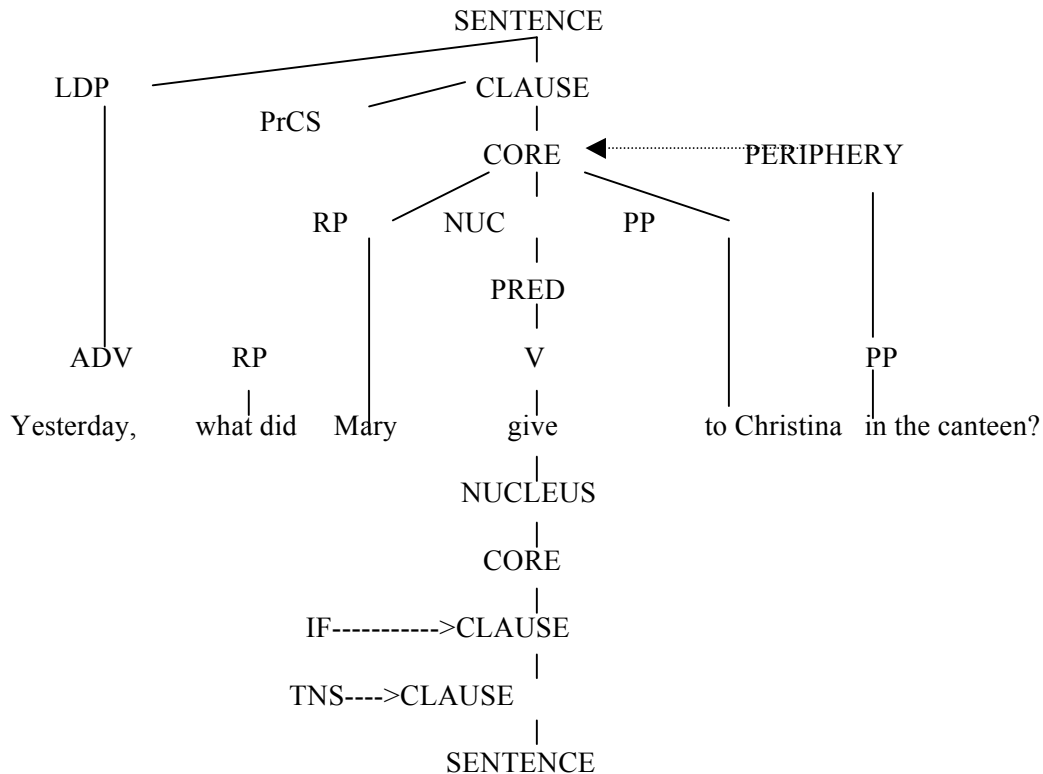 SENTENCE
LDP CLAUSE
PrCS
CORE PERIPHERY
RP NUC PP
PRED
ADV RP V PP
Yesterday, what did Mary give to Christina in the canteen?
NUCLEUS
CORE
IF----------->CLAUSE
TNS---->CLAUSE
SENTENCE